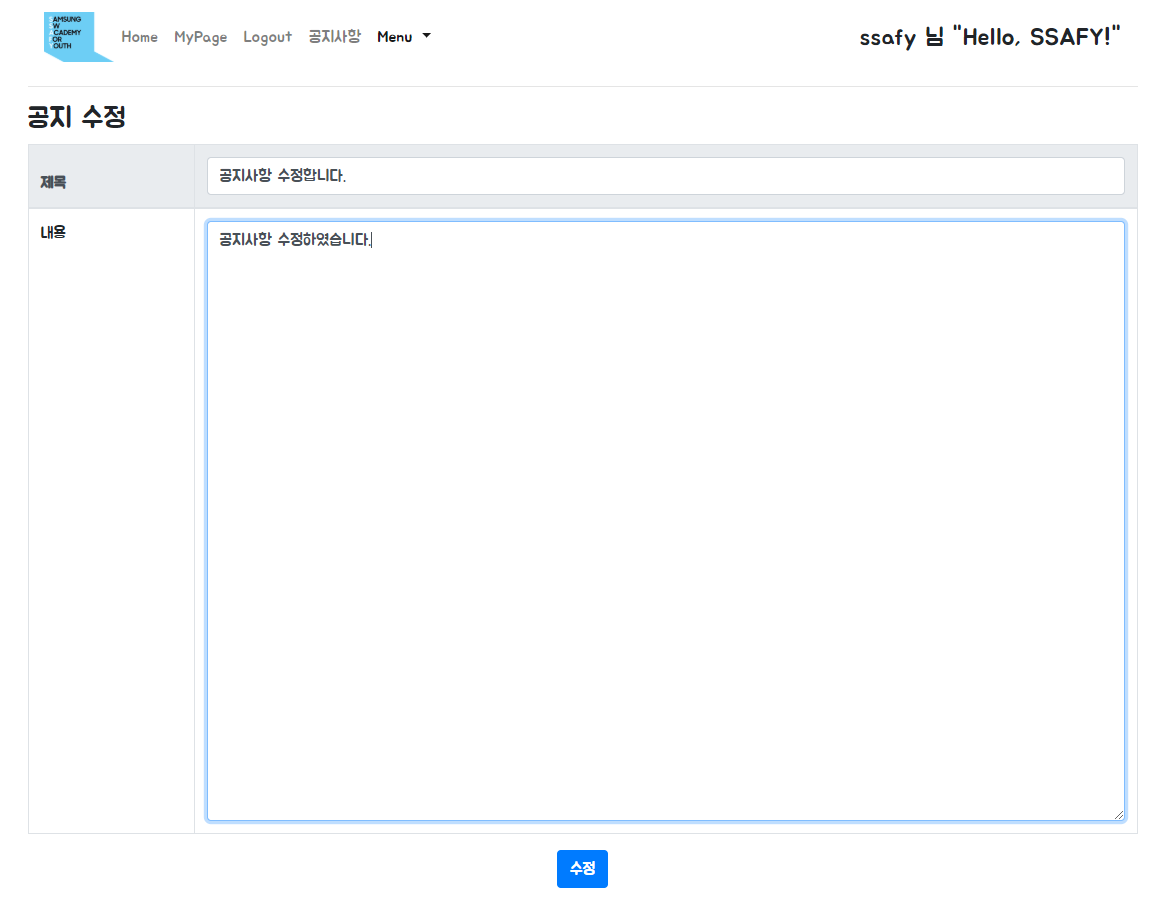 SAMSUNG
SW
ACADEMY
FOR
YOUTH
Home MyPage Logout 공지사항 Menu
ssafy 님 "Hello, SSAFY!"
공지 수정
제목 공지사항 수정합니다.
내용 공지사항 수정하였습니다.
수정